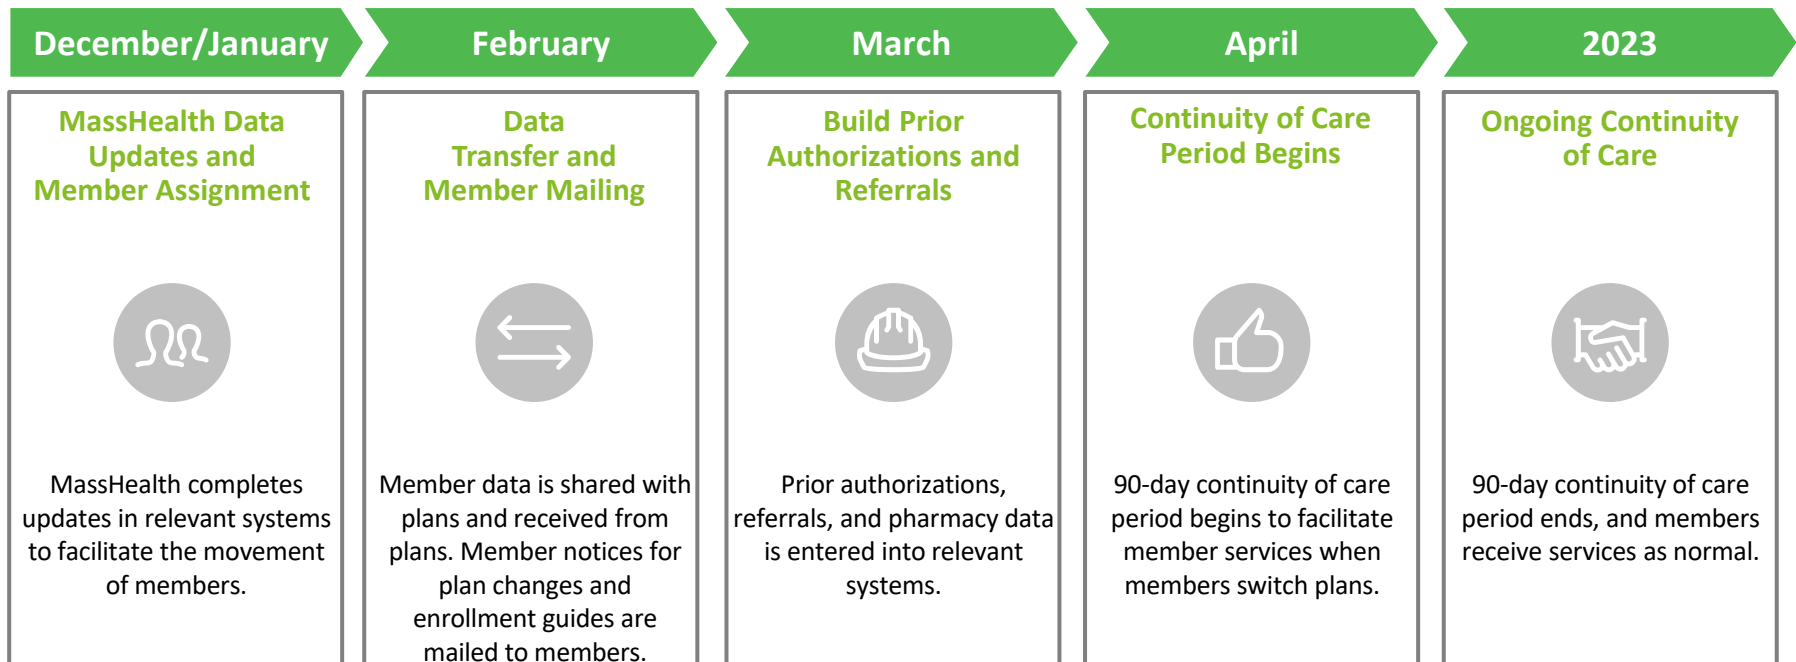 December/January
February
March
April
2023
MassHealth Data
Updates and
Member Assignment
MassHealth completes
updates in relevant systems
to facilitate the movement
of members.
Data
Transfer and
Member Mailing
Member data is shared with
plans and received from
plans. Member notices for
plan changes and
enrollment guides are
mailed to members.
Build Prior
Authorizations and
Referrals
Prior authorizations,
referrals, and pharmacy data
is entered into relevant
systems.
Continuity of Care
Period Begins
90-day continuity of care
period begins to facilitate
member services when
members switch plans.
Ongoing Continuity
of Care
90-day continuity of care
period ends, and members
receive services as normal.